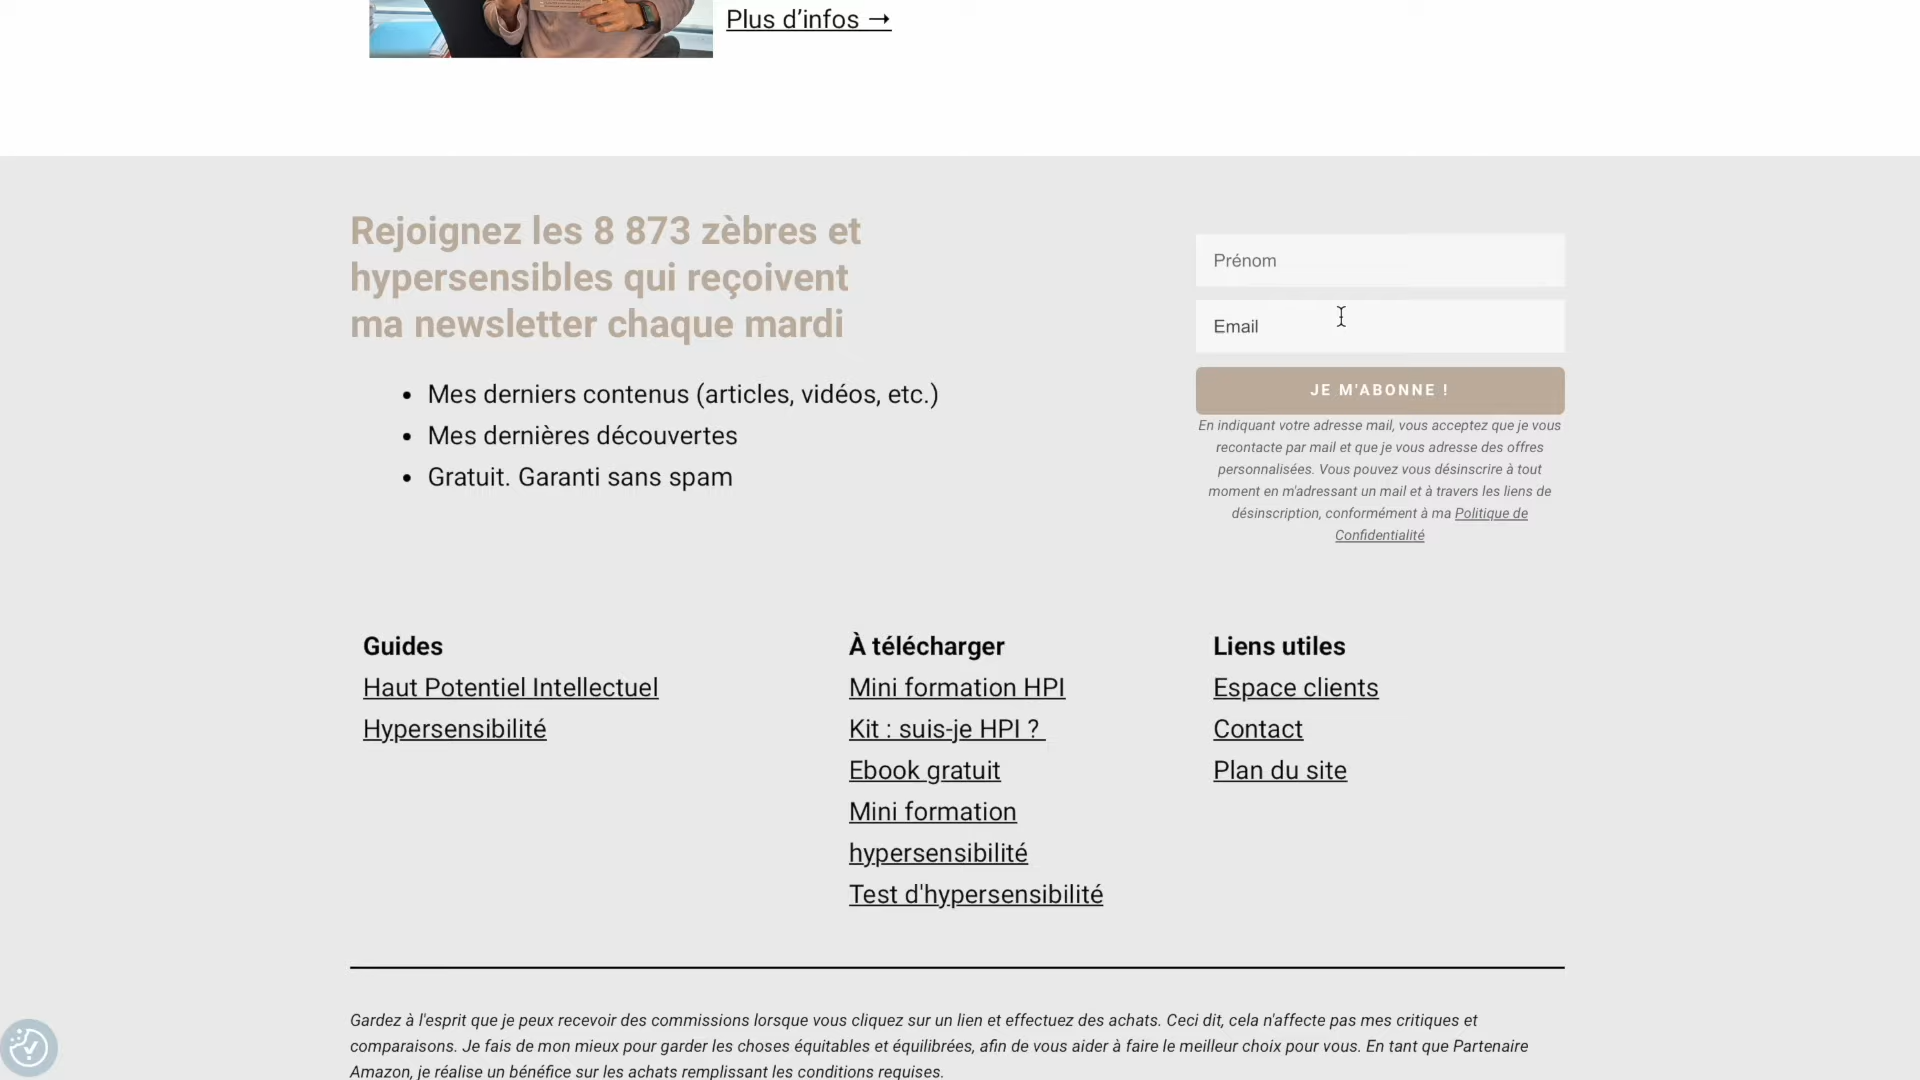 Plus d’infos →
Rejoignez les 8 873 zèbres et
hypersensibles qui reçoivent
ma newsletter chaque mardi
• Mes derniers contenus (articles, vidéos, etc.)
• Mes dernières découvertes
• Gratuit. Garanti sans spam
Prénom
Email
JE M'ABONNE !
En indiquant votre adresse mail, vous acceptez que je vous
recontacte par mail et que je vous adresse des offres
personnalisées. Vous pouvez vous désinscrire à tout
moment en m'adressant un mail et à travers les liens de
désinscription, conformément à ma Politique de
Confidentialité
Guides
Haut Potentiel Intellectuel
Hypersensibilité
À télécharger
Mini formation HPI
Kit : suis-je HPI ?
Ebook gratuit
Mini formation
hypersensibilité
Test d'hypersensibilité
Liens utiles
Espace clients
Contact
Plan du site
Gardez à l'esprit que je peux recevoir des commissions lorsque vous cliquez sur un lien et effectuez des achats. Ceci dit, cela n'affecte pas mes critiques et
comparaisons. Je fais de mon mieux pour garder les choses équitables et équilibrées, afin de vous aider à faire le meilleur choix pour vous. En tant que Partenaire
Amazon, je réalise un bénéfice sur les achats remplissant les conditions requises.